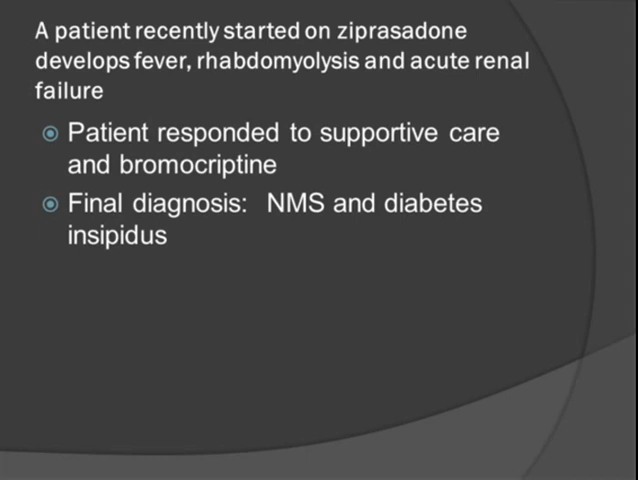 A patient recently started on ziprasadone
develops fever, rhabdomyolysis and acute renal
failure
Patient responded to supportive care
and bromocriptine
Final diagnosis: NMS and diabetes
insipidus